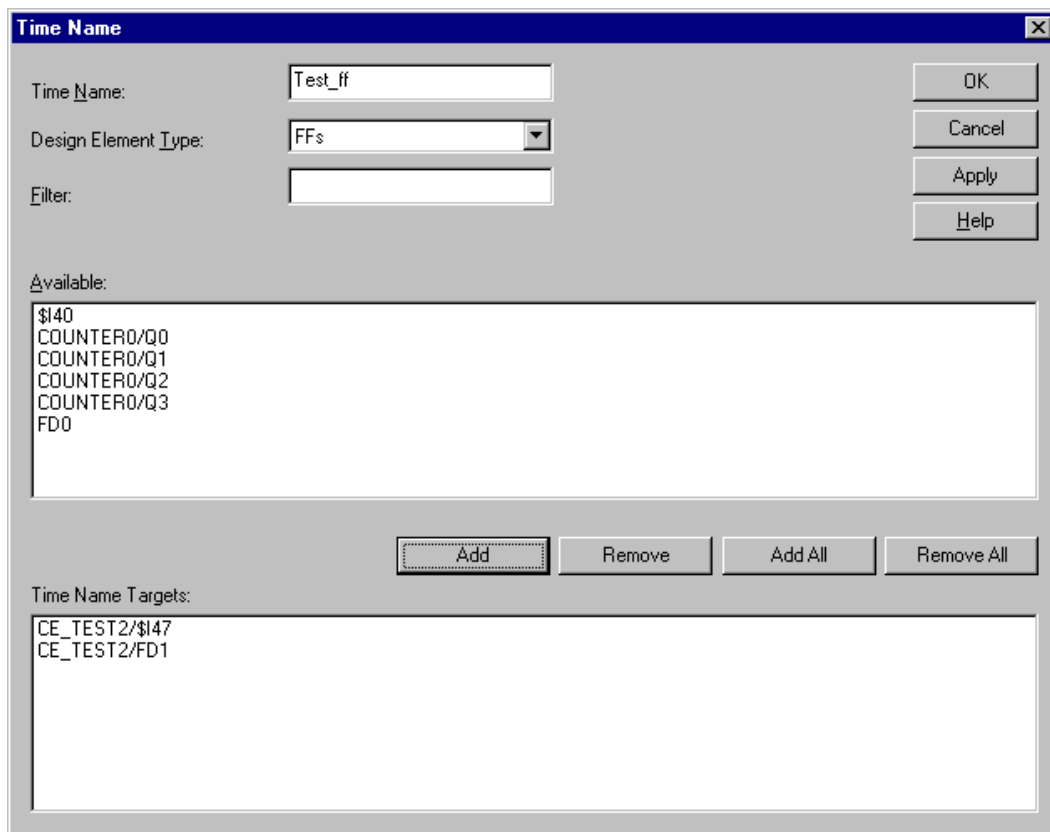 Time Name
Time Name:
Test_ff
OK
Design Element Type:
FFs
Cancel
Filter:
Apply
Help
Available:
$I40
COUNTER0/Q0
COUNTER0/Q1
COUNTER0/Q2
COUNTER0/Q3
FD0
Add
Remove
Add All
Remove All
Time Name Targets:
CE_TEST2/$I47
CE_TEST2/FD1